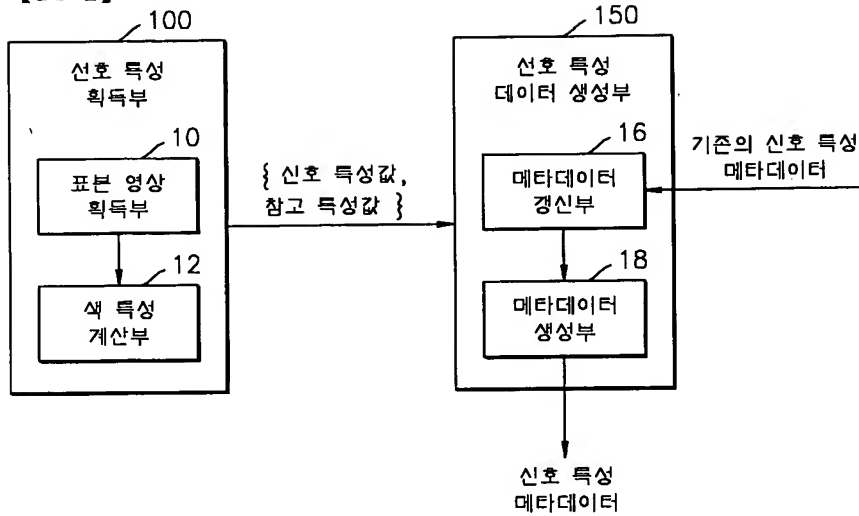 100
선호 특성
획득부
10
표본 영상
획득부
12
색 특성
계산부
{ 신호 특성값,
참고 특성값 }
150
선호 특성
데이터 생성부
16
메타데이터
갱신부
18
메타데이터
생성부
기존의 신호 특성
메타데이터
신호 특성
메타데이터